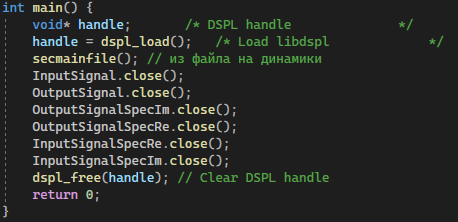 int main() {
void* handle; /* DSPL handle */
handle = dspl_load(); /* Load libdspl */
secmainfile(); // из файла на динамики
InputSignal.close();
OutputSignal.close();
OutputSignalSpecIm.close();
OutputSignalSpecRe.close();
InputSignalSpecRe.close();
InputSignalSpecIm.close();
dspl_free(handle); // Clear DSPL handle
return 0;
}